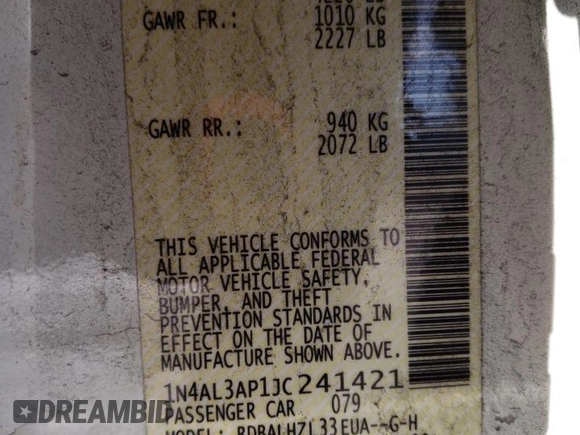 GAWR FR.: 1010 KG
2227 LB
GAWR RR.: 940 KG
2072 LB
THIS VEHICLE CONFORMS TO
ALL APPLICABLE FEDERAL
MOTOR VEHICLE SAFETY,
BUMPER, AND THEFT
PREVENTION STANDARDS IN
EFFECT ON THE DATE OF
MANUFACTURE SHOWN ABOVE.
1N4AL3AP1JC241421
PASSENGER CAR 079
MODEL: BDBALHZL33EUA--G-H
DREAMBID